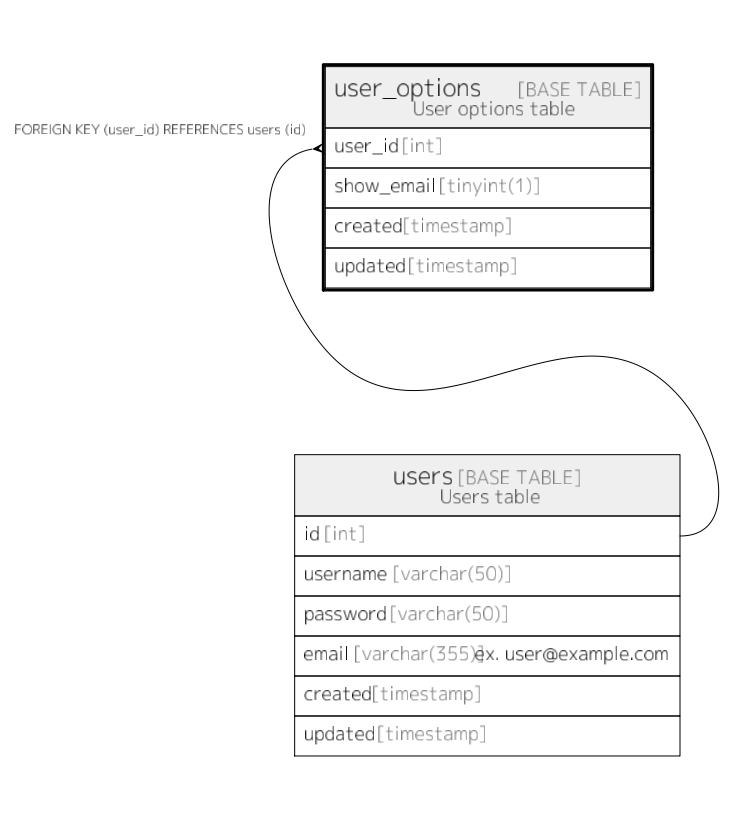 user_options [BASE TABLE]
User options table
FOREIGN KEY (user_id) REFERENCES users (id)
user_id [int]
show_email [tinyint(1)]
created [timestamp]
updated [timestamp]
users [BASE TABLE]
Users table
id [int]
username [varchar(50)]
password [varchar(50)]
email [varchar(355)] ex. user@example.com
created [timestamp]
updated [timestamp]